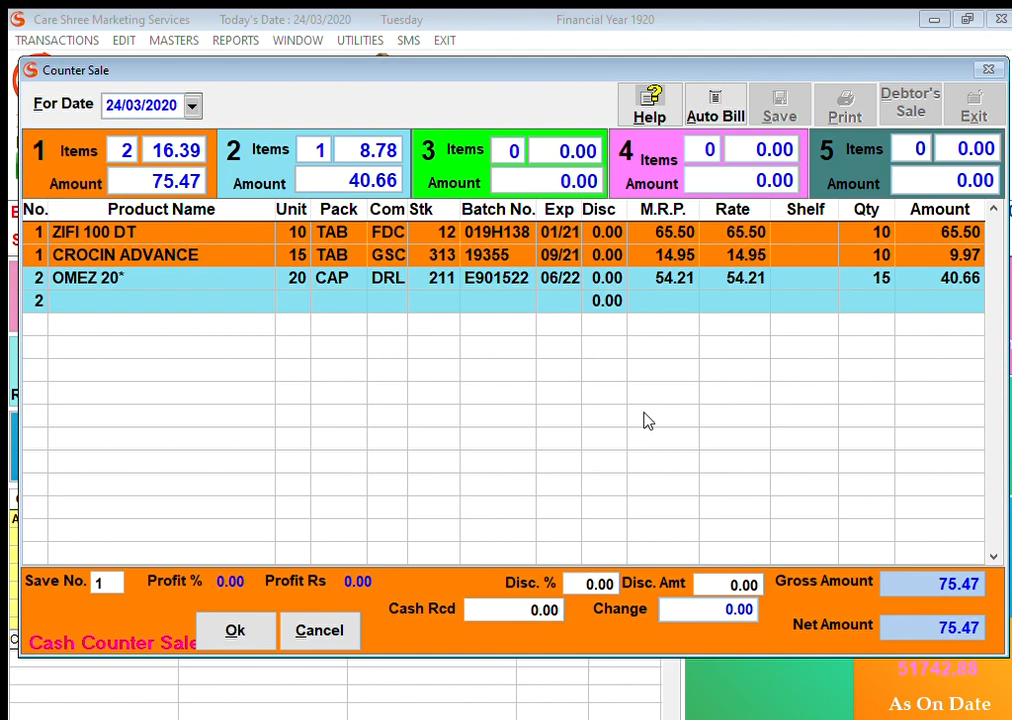 Care Shree Marketing Services Today's Date : 24/03/2020 Tuesday Financial Year 1920
TRANSACTIONS EDIT MASTERS REPORTS WINDOW UTILITIES SMS EXIT
Counter Sale
For Date 24/03/2020 Help Auto Bill Save Print Debtor's Sale Exit
1 Items 2 16.39 2 Items 1 8.78 3 Items 0 0.00 4 Items 0 0.00 5 Items 0 0.00
Amount 75.47 Amount 40.66 Amount 0.00 Amount 0.00 Amount 0.00
No. Product Name Unit Pack Com Stk Batch No. Exp Disc M.R.P. Rate Shelf Qty Amount
1 ZIFI 100 DT 10 TAB FDC 12 019H138 01/21 0.00 65.50 65.50 10 65.50
1 CROCIN ADVANCE 15 TAB GSC 313 19355 09/21 0.00 14.95 14.95 10 9.97
2 OMEZ 20* 20 CAP DRL 211 E901522 06/22 0.00 54.21 54.21 15 40.66
2 0.00
Save No. 1 Profit % 0.00 Profit Rs 0.00 Disc. % 0.00 Disc. Amt 0.00 Gross Amount 75.47
Cash Rcd 0.00 Change 0.00
Net Amount 75.47
Cash Counter Sale Ok Cancel
51742.88
As On Date